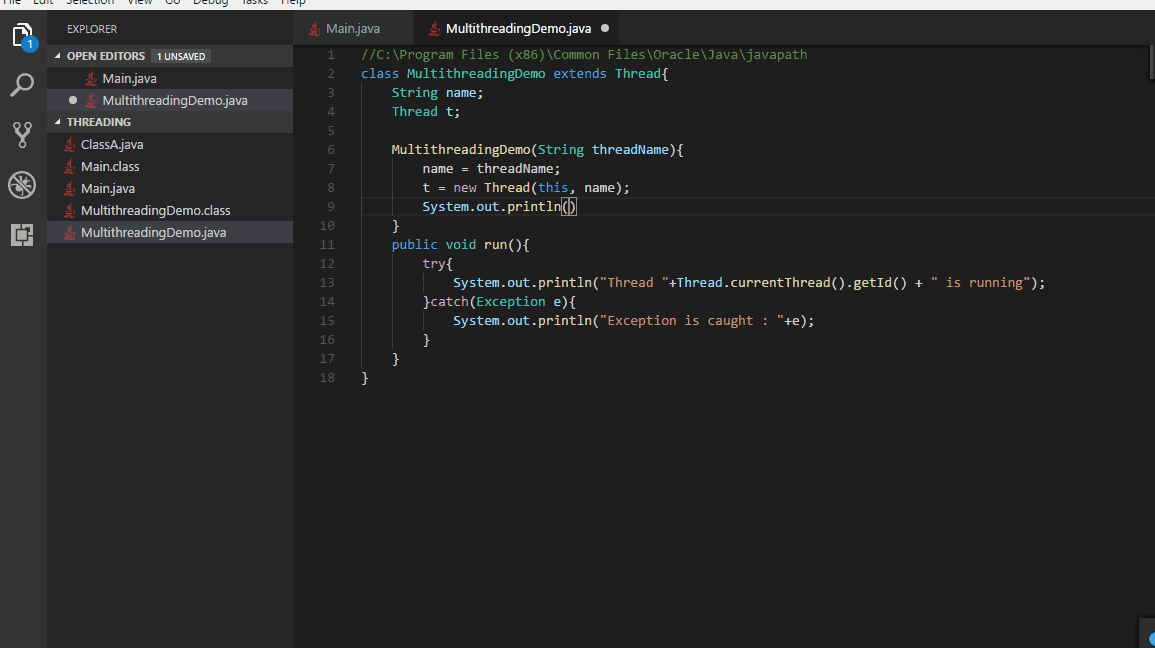 File Edit Selection View Go Debug Tasks Help
1
EXPLORER
OPEN EDITORS 1 UNSAVED
Main.java
MultithreadingDemo.java
THREADING
ClassA.java
Main.class
Main.java
MultithreadingDemo.class
MultithreadingDemo.java
Main.java MultithreadingDemo.java
1 //C:\Program Files (x86)\Common Files\Oracle\Java\javapath
2 class MultithreadingDemo extends Thread{
3     String name;
4     Thread t;
5
6     MultithreadingDemo(String threadName){
7         name = threadName;
8         t = new Thread(this, name);
9         System.out.println()
10     }
11     public void run(){
12         try{
13             System.out.println("Thread "+Thread.currentThread().getId() + " is running");
14         }catch(Exception e){
15             System.out.println("Exception is caught : "+e);
16         }
17     }
18 }